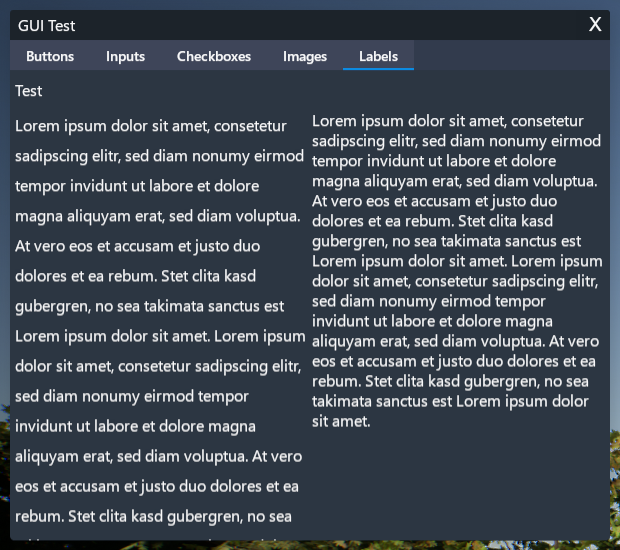 GUI Test X
Buttons Inputs Checkboxes Images Labels
Test
Lorem ipsum dolor sit amet, consetetur
sadipscing elitr, sed diam nonumy eirmod
tempor invidunt ut labore et dolore
magna aliquyam erat, sed diam voluptua.
At vero eos et accusam et justo duo
dolores et ea rebum. Stet clita kasd
gubergren, no sea takimata sanctus est
Lorem ipsum dolor sit amet. Lorem ipsum
dolor sit amet, consetetur sadipscing elitr,
sed diam nonumy eirmod tempor
invidunt ut labore et dolore magna
aliquyam erat, sed diam voluptua. At vero
eos et accusam et justo duo dolores et ea
rebum. Stet clita kasd gubergren, no sea
Lorem ipsum dolor sit amet, consetetur
sadipscing elitr, sed diam nonumy eirmod
tempor invidunt ut labore et dolore
magna aliquyam erat, sed diam voluptua.
At vero eos et accusam et justo duo
dolores et ea rebum. Stet clita kasd
gubergren, no sea takimata sanctus est
Lorem ipsum dolor sit amet. Lorem ipsum
dolor sit amet, consetetur sadipscing elitr,
sed diam nonumy eirmod tempor
invidunt ut labore et dolore magna
aliquyam erat, sed diam voluptua. At vero
eos et accusam et justo duo dolores et ea
rebum. Stet clita kasd gubergren, no sea
takimata sanctus est Lorem ipsum dolor
sit amet.